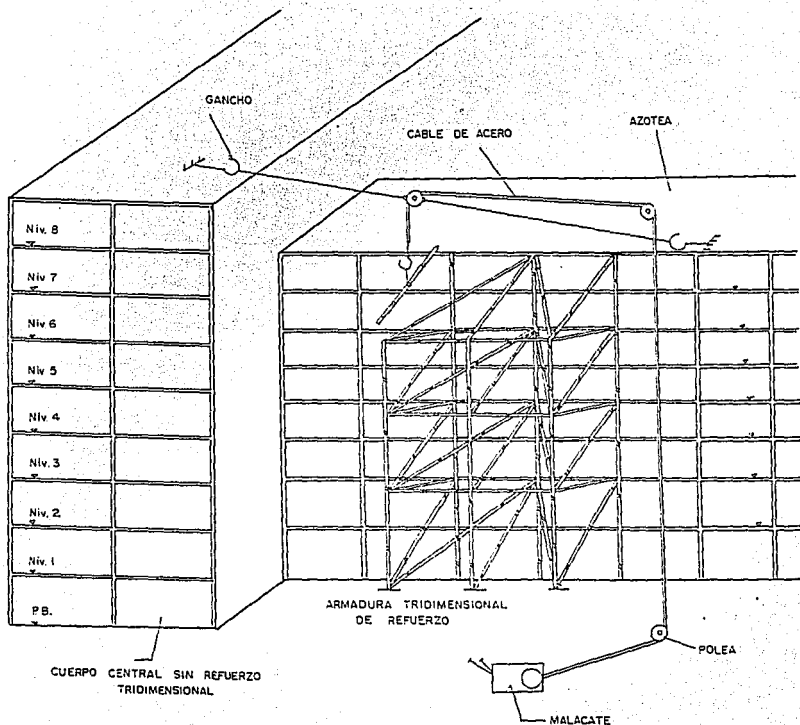 GANCHO
CABLE DE ACERO
AZOTEA
Niv. 8
Niv 7
Niv 6
Niv 5
Niv. 4
Niv. 3
Niv. 2
Niv. 1
P.B.
ARMADURA TRIDIMENSIONAL
DE REFUERZO
CUERPO CENTRAL SIN REFUERZO
TRIDIMENSIONAL
POLEA
MALACATE